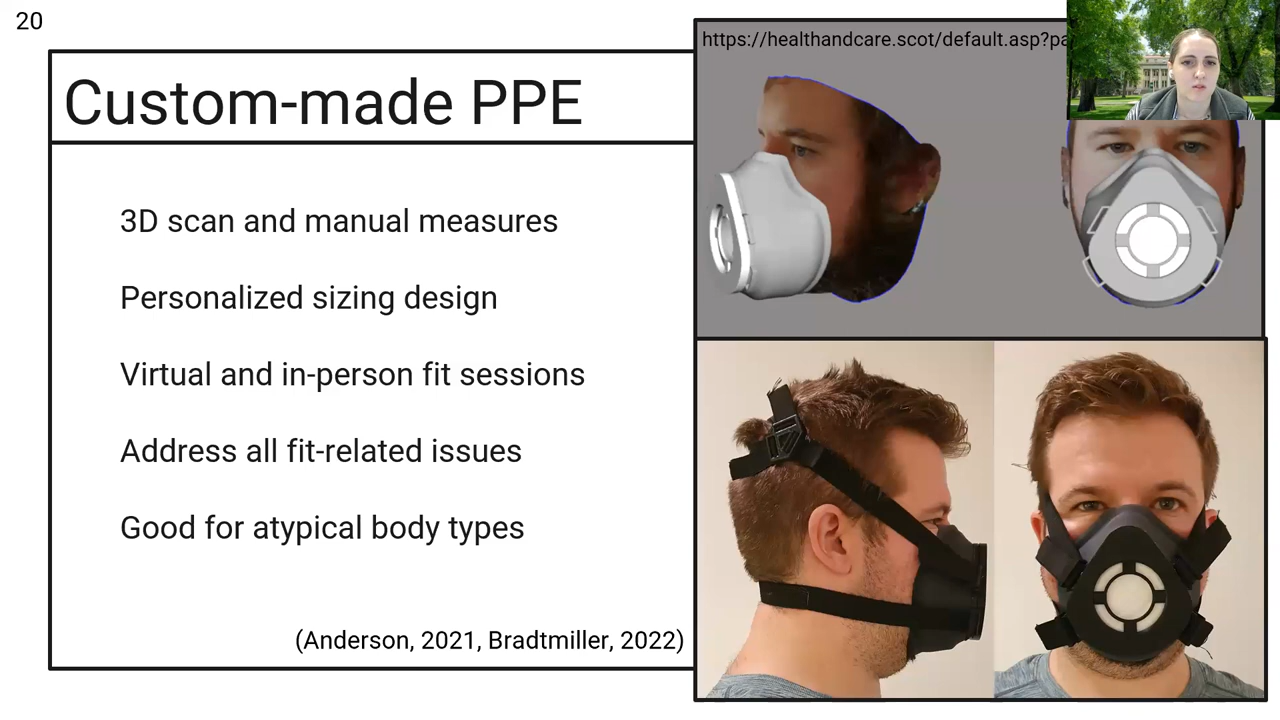 20
Custom-made PPE
https://healthandcare.scot/default.asp?pa
3D scan and manual measures
Personalized sizing design
Virtual and in-person fit sessions
Address all fit-related issues
Good for atypical body types
(Anderson, 2021, Bradtmiller, 2022)